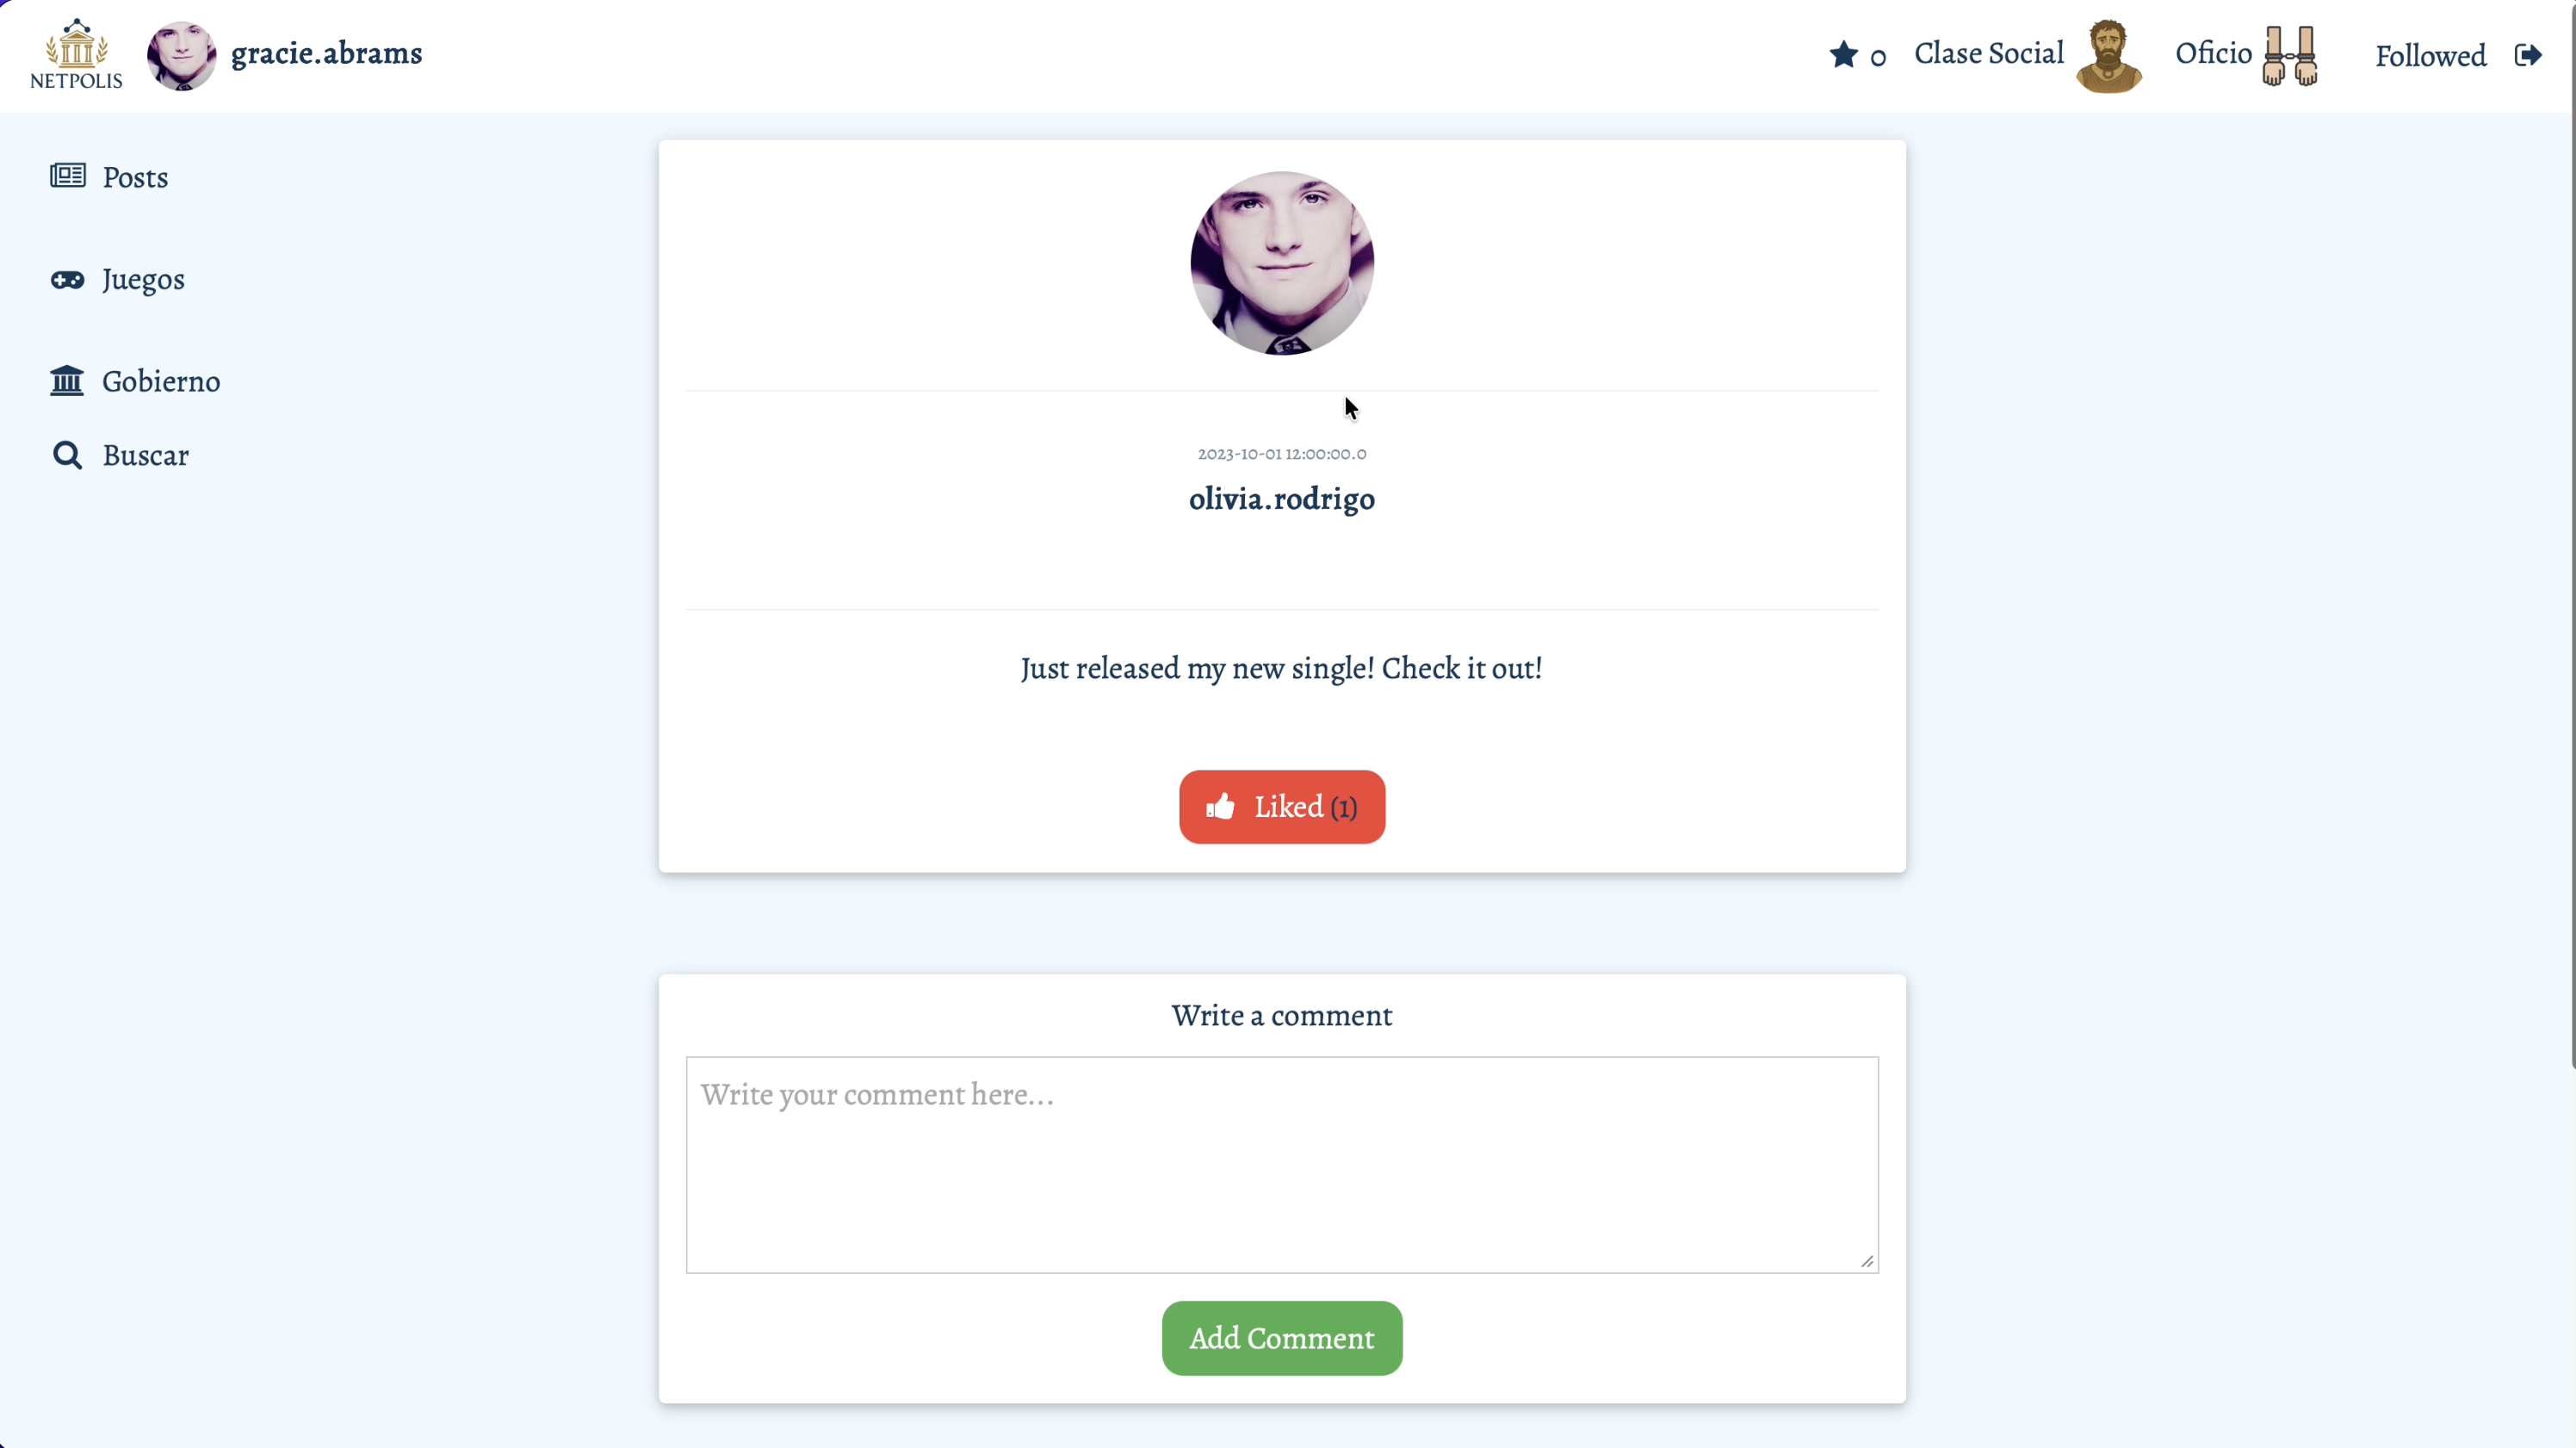 NETPOLIS
gracie.abrams
0
Clase Social
Oficio
Followed
Posts
Juegos
Gobierno
Buscar
2023-10-01 12:00:00.0
olivia.rodrigo
Just released my new single! Check it out!
Liked (1)
Write a comment
Write your comment here...
Add Comment